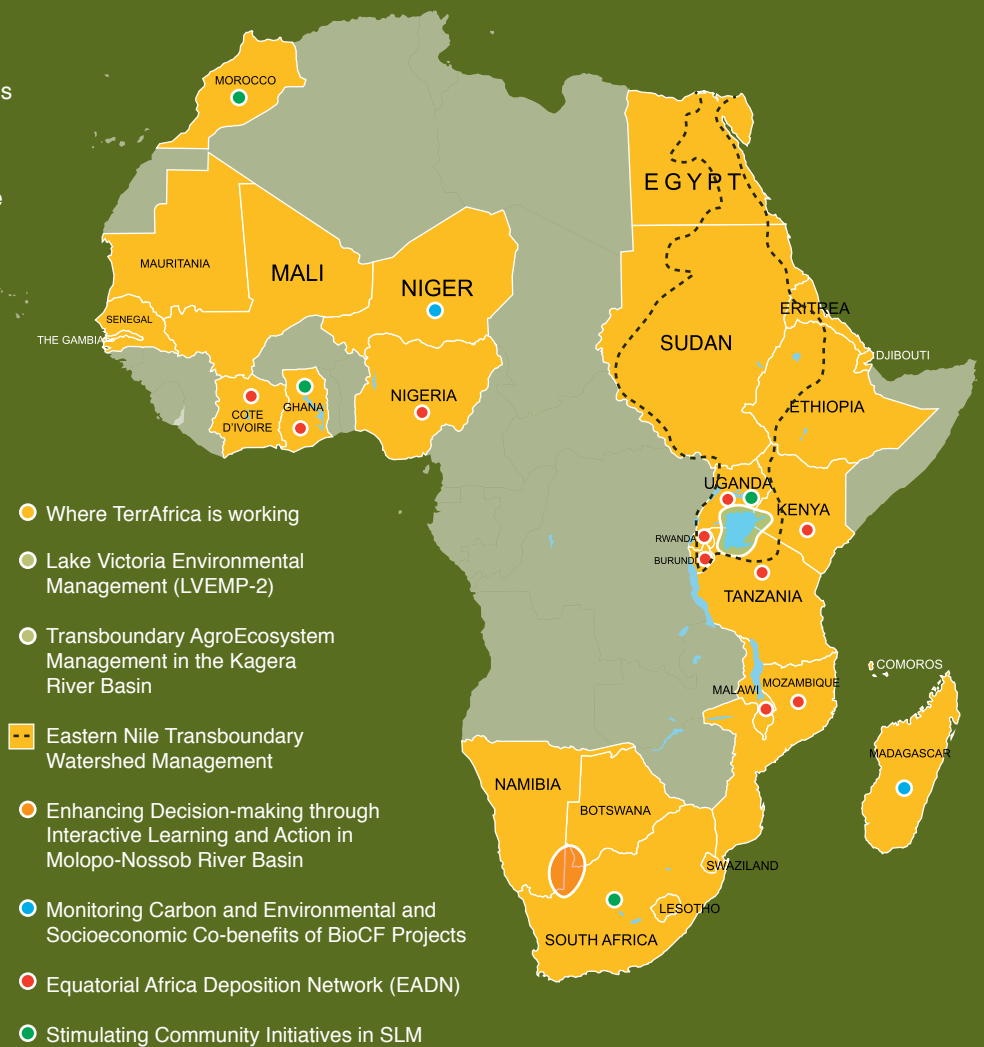 s
e
MOROCCO
EGYPT
MAURITANIA
MALI
NIGER
SENEGAL
THE GAMBIA
SUDAN
ERITREA
DJIBOUTI
NIGERIA
COTE
D'IVOIRE
GHANA
ETHIOPIA
UGANDA
KENYA
RWANDA
BURUNDI
TANZANIA
COMOROS
MALAWI
MOZAMBIQUE
MADAGASCAR
NAMIBIA
BOTSWANA
SWAZILAND
LESOTHO
SOUTH AFRICA
Where TerrAfrica is working
Lake Victoria Environmental
Management (LVEMP-2)
Transboundary AgroEcosystem
Management in the Kagera
River Basin
Eastern Nile Transboundary
Watershed Management
Enhancing Decision-making through
Interactive Learning and Action in
Molopo-Nossob River Basin
Monitoring Carbon and Environmental and
Socioeconomic Co-benefits of BioCF Projects
Equatorial Africa Deposition Network (EADN)
Stimulating Community Initiatives in SLM